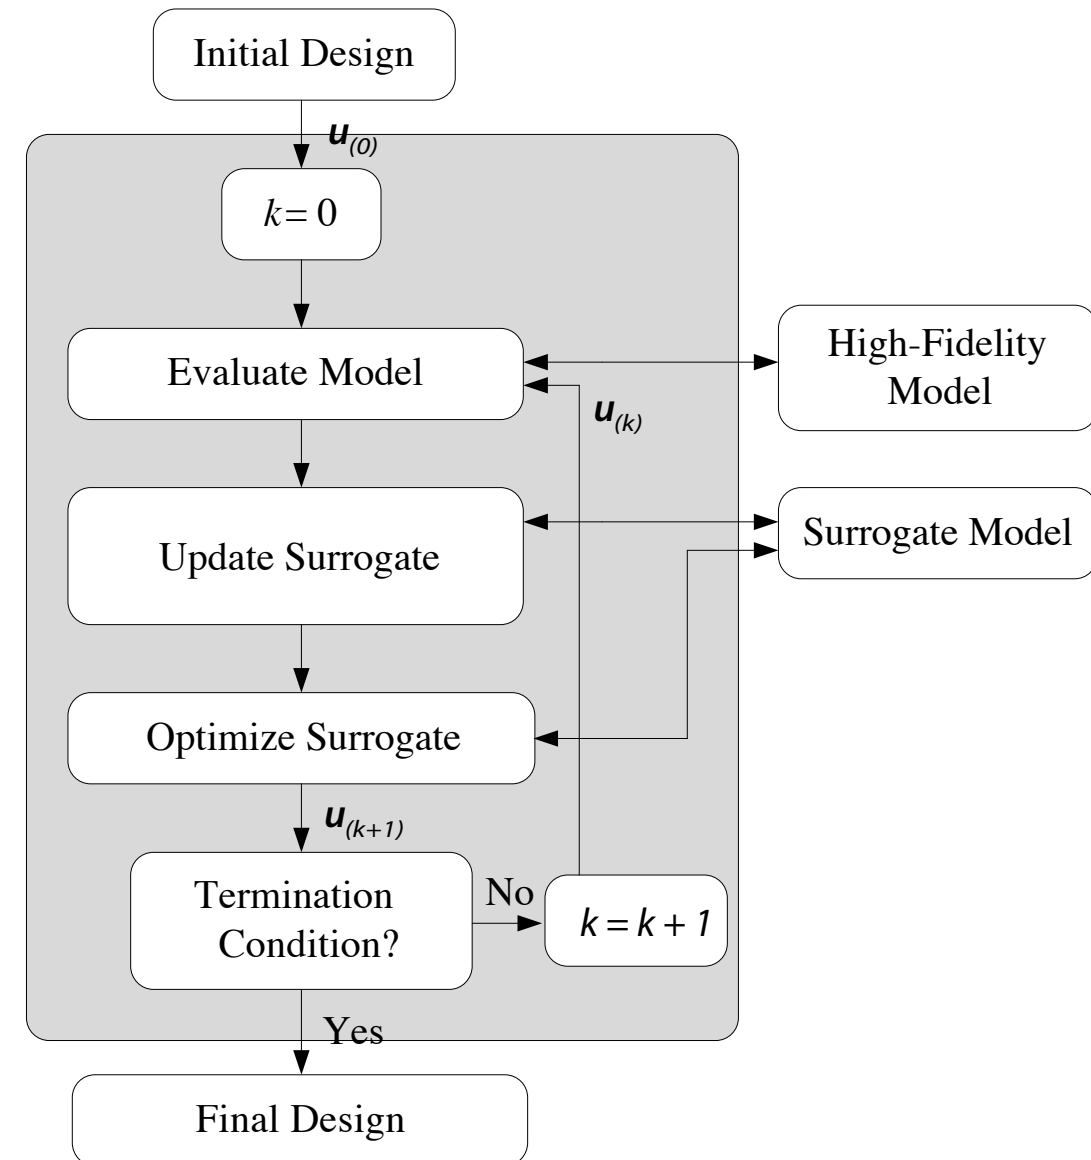 Initial Design
u(0)
k = 0
Evaluate Model
High-Fidelity
Model
u(k)
Update Surrogate
Surrogate Model
Optimize Surrogate
u(k+1)
Termination
Condition?
No
k = k + 1
Yes
Final Design